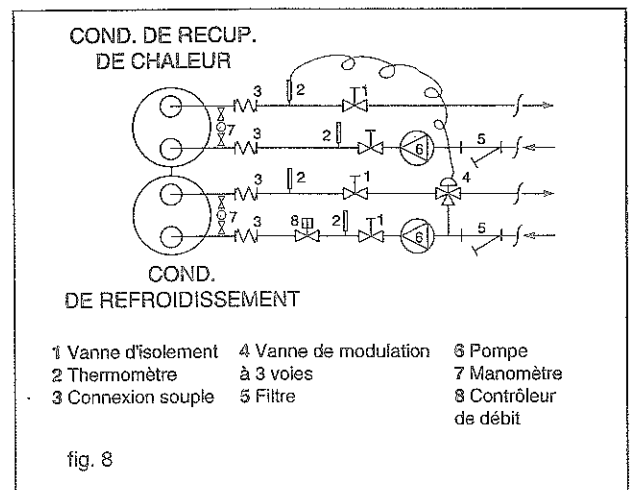 COND. DE RECUP.
DE CHALEUR
3
2
1
7
3
2
6
5
4
3
2
1
7
3
8
2
1
6
5
COND.
DE REFROIDISSEMENT
1 Vanne d'isolement
2 Thermomètre
3 Connexion souple
4 Vanne de modulation
à 3 voies
5 Filtre
6 Pompe
7 Manomètre
8 Contrôleur
de débit
fig. 8